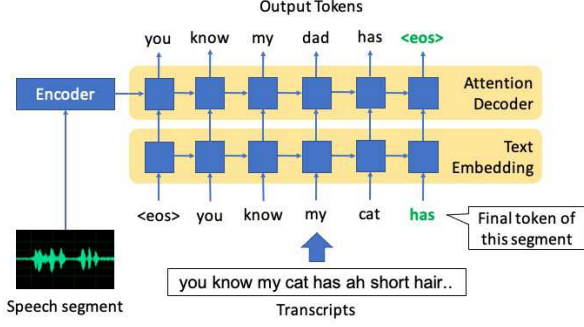 Output Tokens
you know my dad has <eos>
Encoder
Attention
Decoder
Text
Embedding
<eos> you know my cat has
Final token of
this segment
you know my cat has ah short hair..
Speech segment
Transcripts